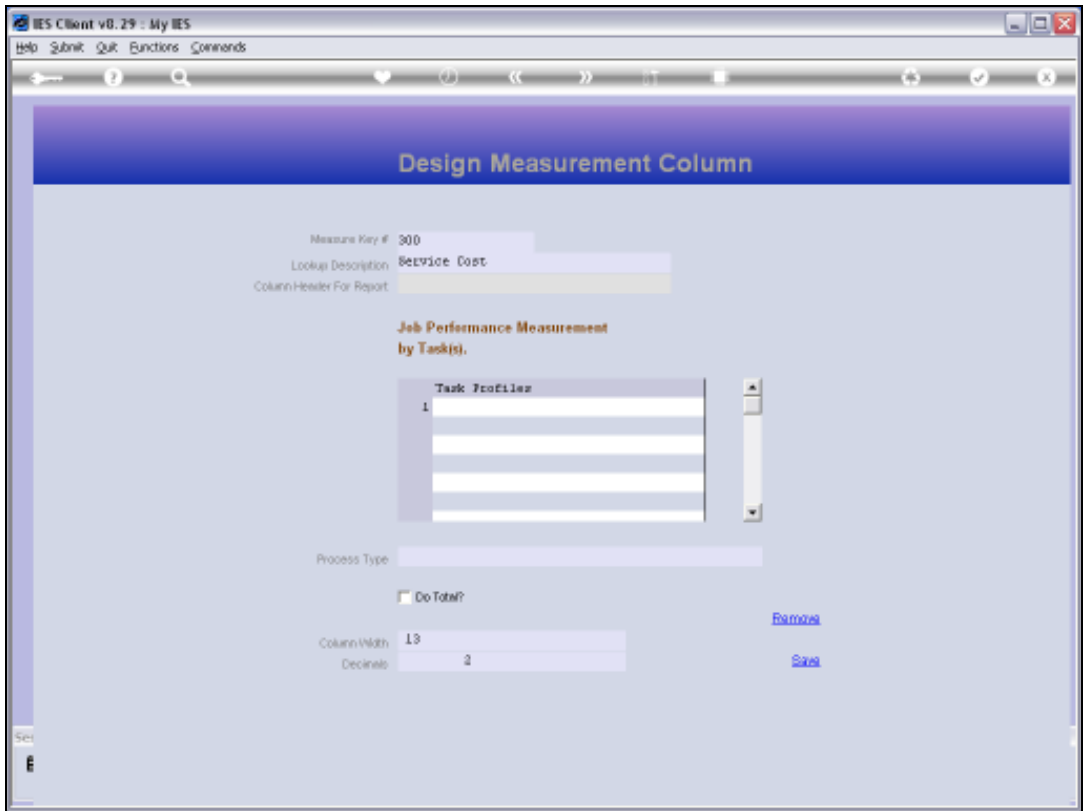 IES Client v8.29 : My IES
Help Submit Quit Functions Commands
Design Measurement Column
Measure Key # 300
Lookup Description Service Cost
Column Header For Report
Job Performance Measurement
by Task(s).
Task Profiles
1
Process Type
Do Total?
Remove
Column Width 13
Decimals 2
Save
Ses